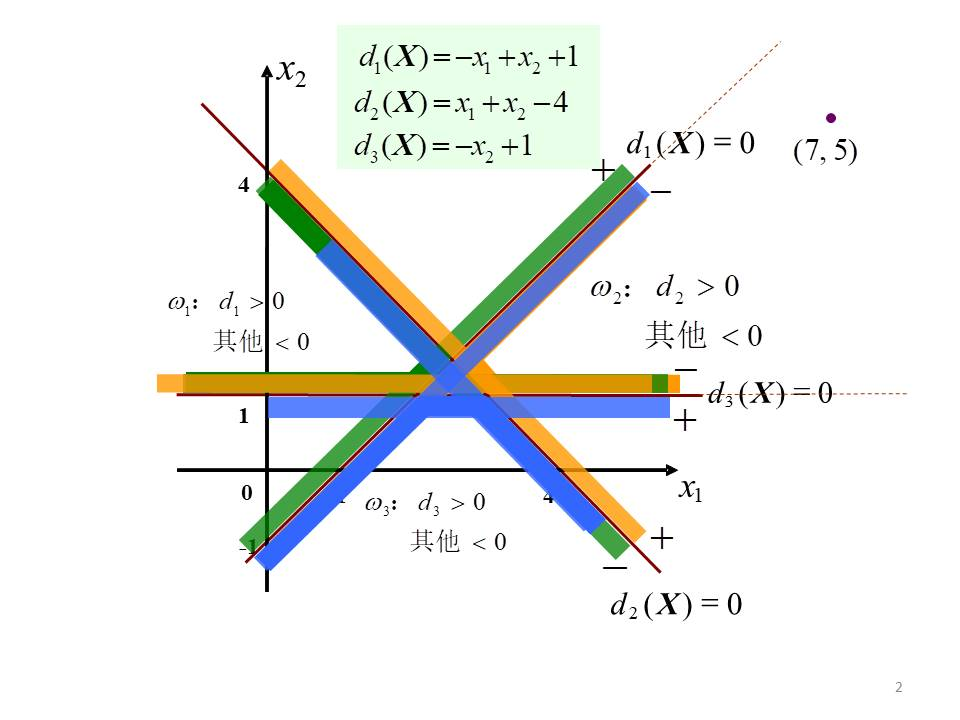 d₁(X)=−x₁+x₂+1
d₂(X)=x₁+x₂−4
d₃(X)=−x₂+1
x₂
d₁(X)=0
(7, 5)
+
−
4
ω₁: d₁>0
其他 <0
ω₂: d₂>0
其他 <0
−
d₃(X)=0
1
+
0
x₁
ω₃: d₃>0
4
其他 <0
-1
+
−
d₂(X)=0
2